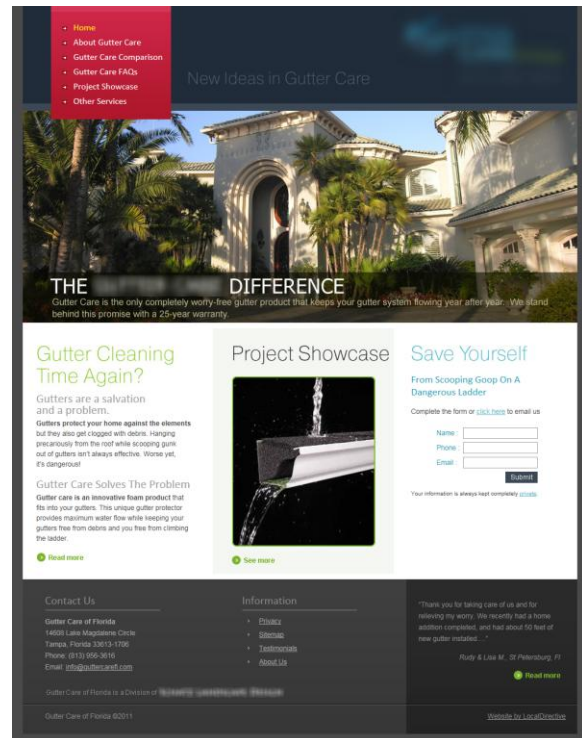 Home
About Gutter Care
Gutter Care Comparison
Gutter Care FAQs
Project Showcase
Other Services
New Ideas in Gutter Care
THE DIFFERENCE
Gutter Care is the only completely worry-free gutter product that keeps your gutter system flowing year after year. We stand
behind this promise with a 25-year warranty.
Gutter Cleaning
Time Again?
Gutters are a salvation
and a problem.
Gutters protect your home against the elements
but they also get clogged with debris. Hanging
precariously from the roof while scooping gunk
out of gutters isn't always effective. Worse yet,
it's dangerous!
Gutter Care Solves The Problem
Gutter care is an innovative foam product that
fits into your gutters. This unique gutter protector
provides maximum water flow while keeping your
gutters free from debris and you free from climbing
the ladder.
Read more
Project Showcase
See more
Save Yourself
From Scooping Goop On A
Dangerous Ladder
Complete the form or click here to email us
Name :
Phone :
Email :
Submit
Your information is always kept completely private.
Contact Us
Gutter Care of Florida
14600 Lake Magdalene Circle
Tampa, Florida 33613-1706
Phone: (813) 956-3616
Email: info@guttercarefl.com
Gutter Care of Florida is a Division of
Information
Privacy
Sitemap
Testimonials
About Us
"Thank you for taking care of us and for
relieving my worry. We recently had a home
addition completed, and had about 50 feet of
new gutter installed...."
Rudy & Lisa M., St Petersburg, Fl
Read more
Gutter Care of Florida ©2011
Website by LocalDirective